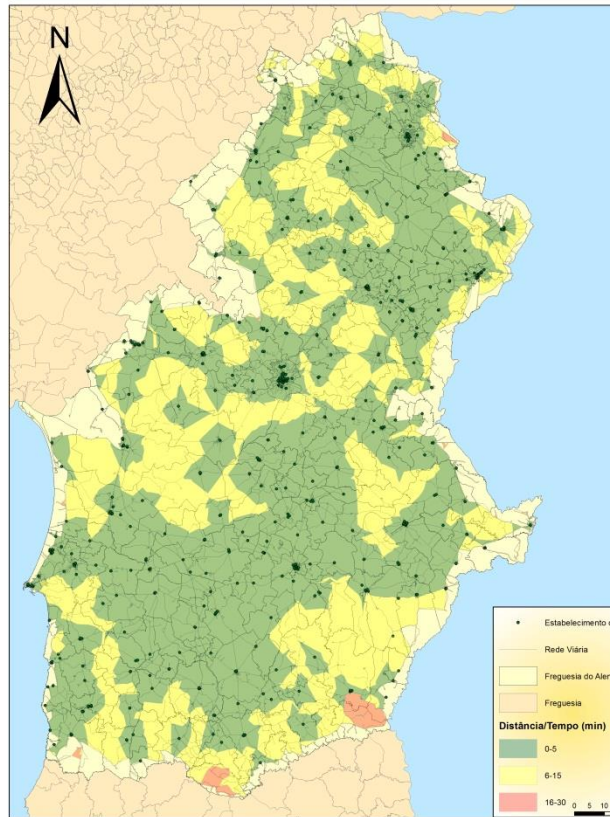 N
Estabelecimento
Rede Viária
Freguesia do Alen
Freguesia
Distância/Tempo (min)
0-5
6-15
16-30
0 5 10